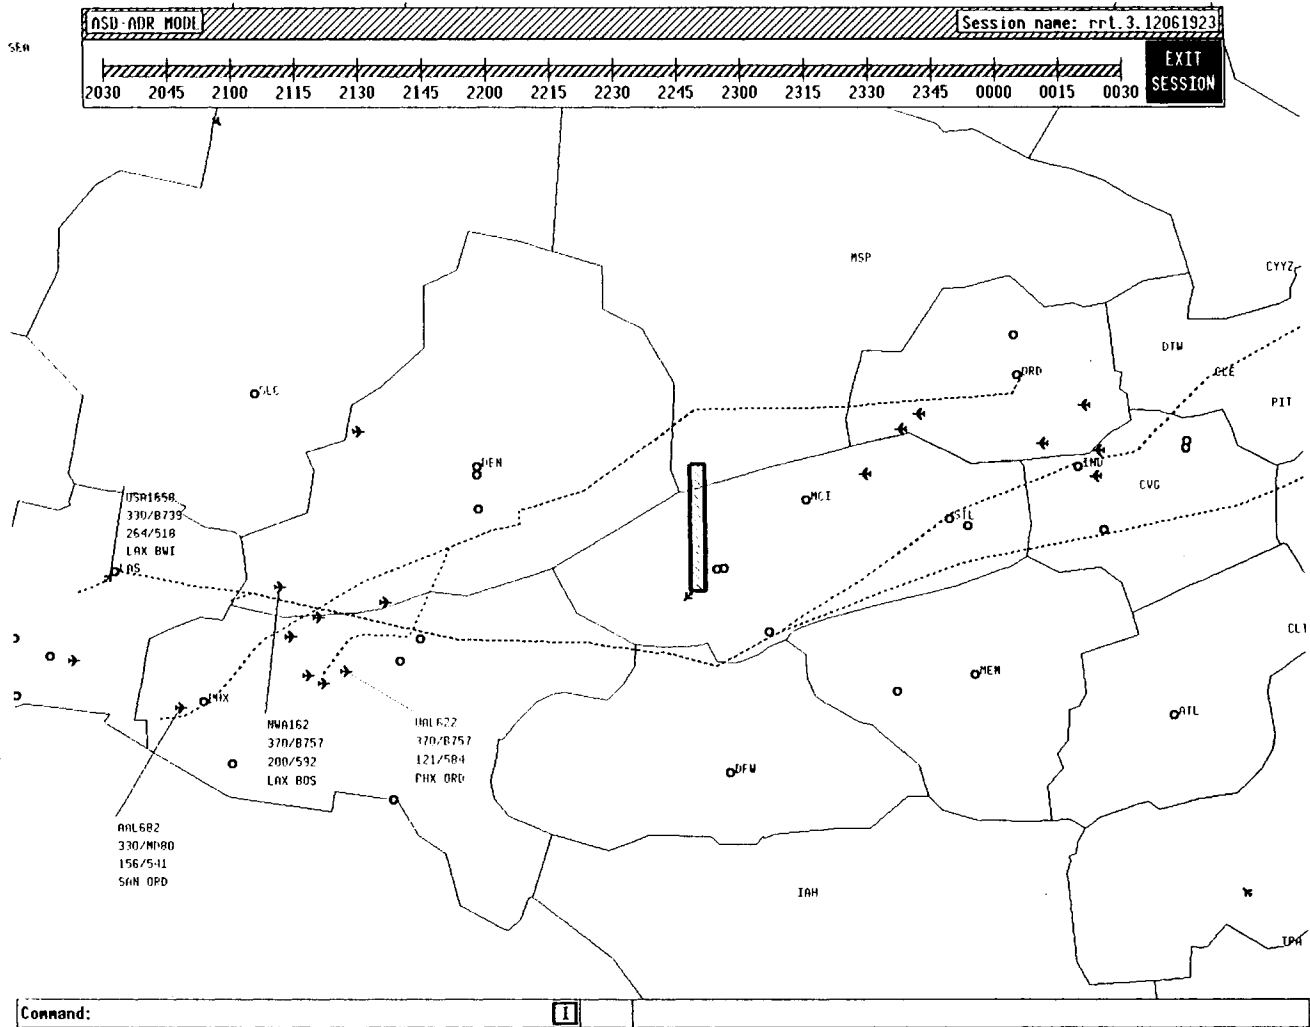 ASD-ADR MODE
Session name: rrt.3.12061923
EXIT
SESSION
2030 2045 2100 2115 2130 2145 2200 2215 2230 2245 2300 2315 2330 2345 0000 0015 0030
SEA
MSP
CYYZ
DTW
CLE
ORD
SLC
PIT
DEN
IND
CVG
MCI
STL
USA1658
330/B739
264/518
LAX BWI
LAS
CLT
MEM
PHX
ATL
NWA162
370/B757
200/592
LAX BOS
UAL622
370/B757
121/584
PHX ORD
DFW
AAL682
330/MD80
156/541
SAN ORD
IAH
TPA
Command:
I